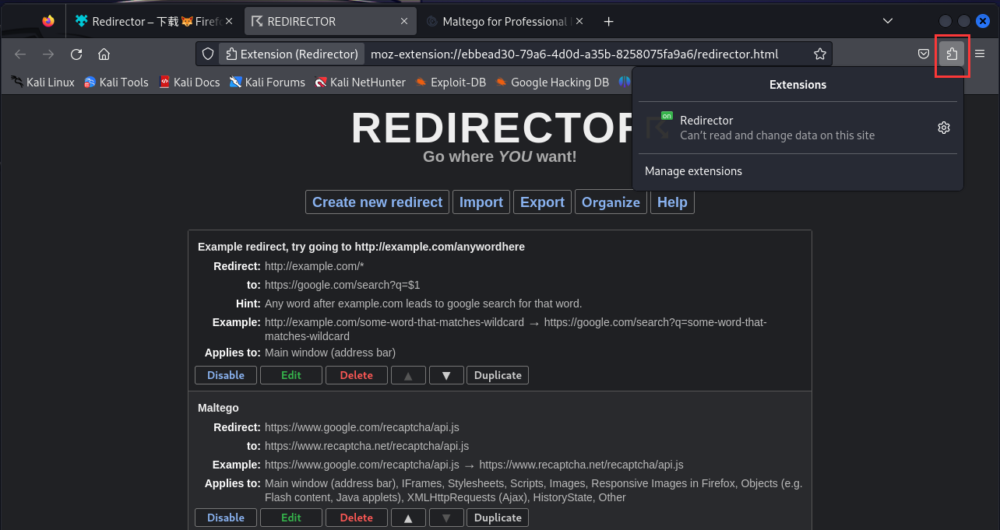 Redirector – 下载 🦊 Firef
REDIRECTOR
Maltego for Professional
Extension (Redirector)
moz-extension://ebbead30-79a6-4d0d-a35b-8258075fa9a6/redirector.html
Kali Linux
Kali Tools
Kali Docs
Kali Forums
Kali NetHunter
Exploit-DB
Google Hacking DB
Extensions
on
Redirector
Can't read and change data on this site
Manage extensions
REDIRECTOR
Go where YOU want!
Create new redirect
Import
Export
Organize
Help
Example redirect, try going to http://example.com/anywordhere
Redirect: http://example.com/*
to: https://google.com/search?q=$1
Hint: Any word after example.com leads to google search for that word.
Example: http://example.com/some-word-that-matches-wildcard → https://google.com/search?q=some-word-that-
matches-wildcard
Applies to: Main window (address bar)
Disable Edit Delete ▲ ▼ Duplicate
Maltego
Redirect: https://www.google.com/recaptcha/api.js
to: https://www.recaptcha.net/recaptcha/api.js
Example: https://www.google.com/recaptcha/api.js → https://www.recaptcha.net/recaptcha/api.js
Applies to: Main window (address bar), IFrames, Stylesheets, Scripts, Images, Responsive Images in Firefox, Objects (e.g.
Flash content, Java applets), XMLHttpRequests (Ajax), HistoryState, Other
Disable Edit Delete ▲ ▼ Duplicate